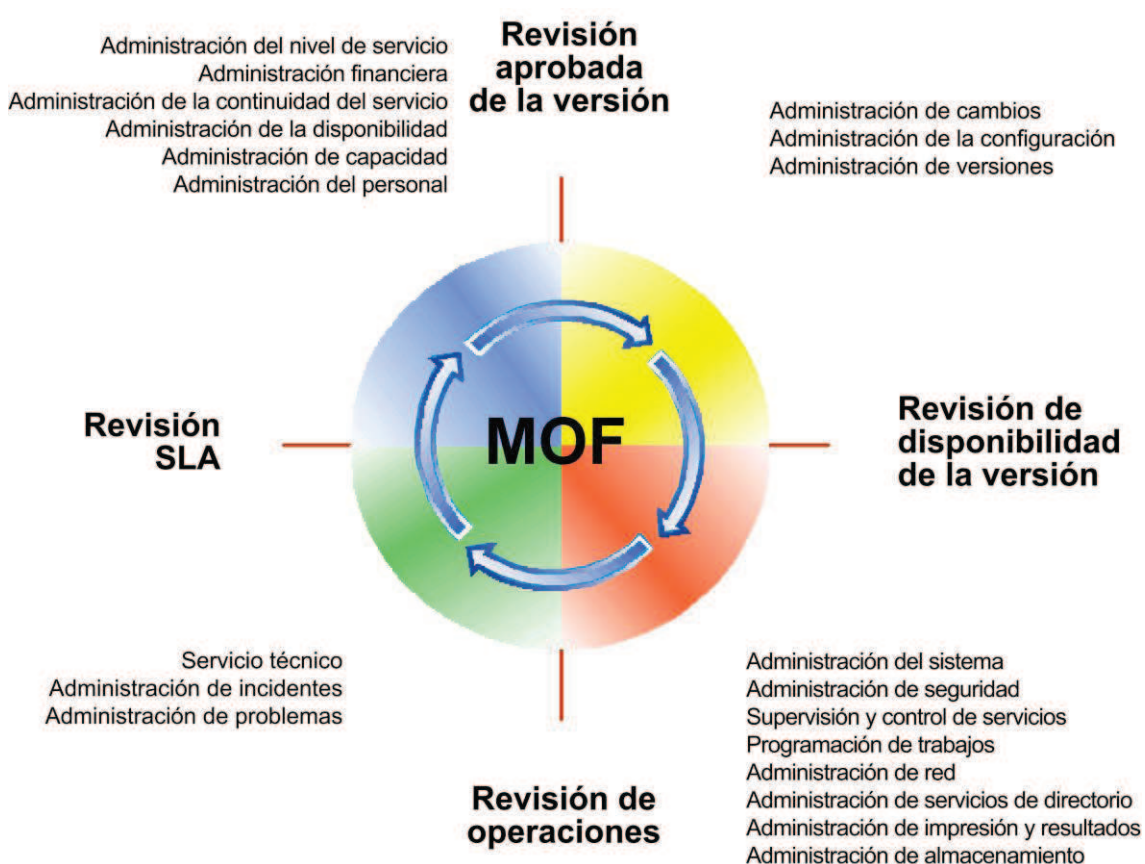 Administración del nivel de servicio
Administración financiera
Administración de la continuidad del servicio
Administración de la disponibilidad
Administración de capacidad
Administración del personal
Revisión
aprobada
de la versión
Administración de cambios
Administración de la configuración
Administración de versiones
Revisión
SLA
MOF
Revisión de
disponibilidad
de la versión
Servicio técnico
Administración de incidentes
Administración de problemas
Revisión de
operaciones
Administración del sistema
Administración de seguridad
Supervisión y control de servicios
Programación de trabajos
Administración de red
Administración de servicios de directorio
Administración de impresión y resultados
Administración de almacenamiento